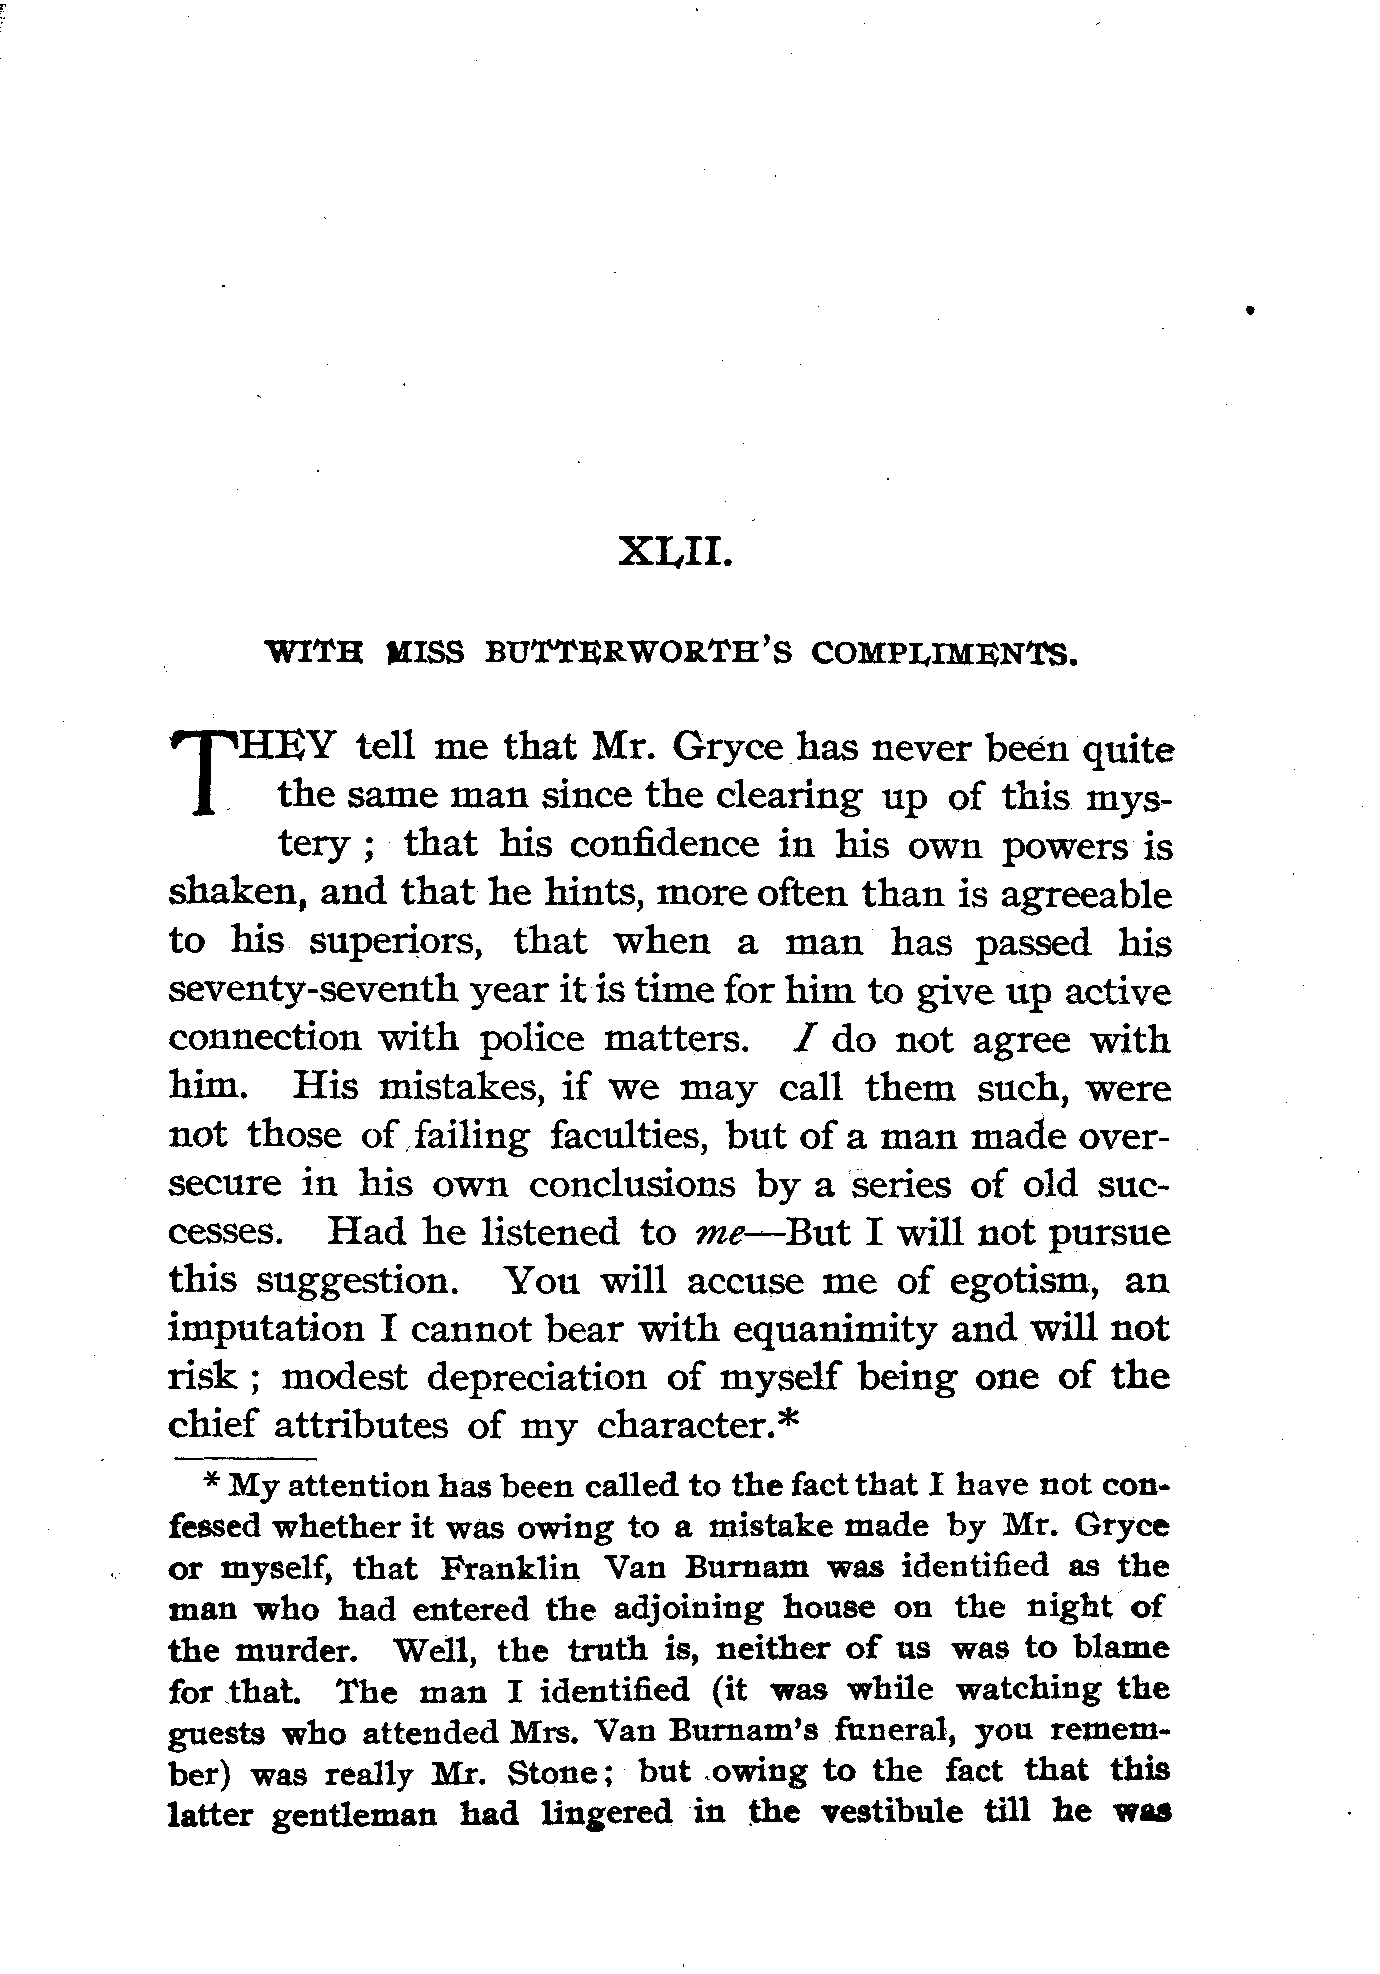 XLII.
WITH MISS BUTTERWORTH'S COMPLIMENTS.
THEY tell me that Mr. Gryce has never been quite
the same man since the clearing up of this mys-
tery ; that his confidence in his own powers is
shaken, and that he hints, more often than is agreeable
to his superiors, that when a man has passed his
seventy-seventh year it is time for him to give up active
connection with police matters. I do not agree with
him. His mistakes, if we may call them such, were
not those of failing faculties, but of a man made over-
secure in his own conclusions by a series of old suc-
cesses. Had he listened to me—But I will not pursue
this suggestion. You will accuse me of egotism, an
imputation I cannot bear with equanimity and will not
risk ; modest depreciation of myself being one of the
chief attributes of my character.*
* My attention has been called to the fact that I have not con-
fessed whether it was owing to a mistake made by Mr. Gryce
or myself, that Franklin Van Burnam was identified as the
man who had entered the adjoining house on the night of
the murder. Well, the truth is, neither of us was to blame
for that. The man I identified (it was while watching the
guests who attended Mrs. Van Burnam's funeral, you remem-
ber) was really Mr. Stone; but owing to the fact that this
latter gentleman had lingered in the vestibule till he was